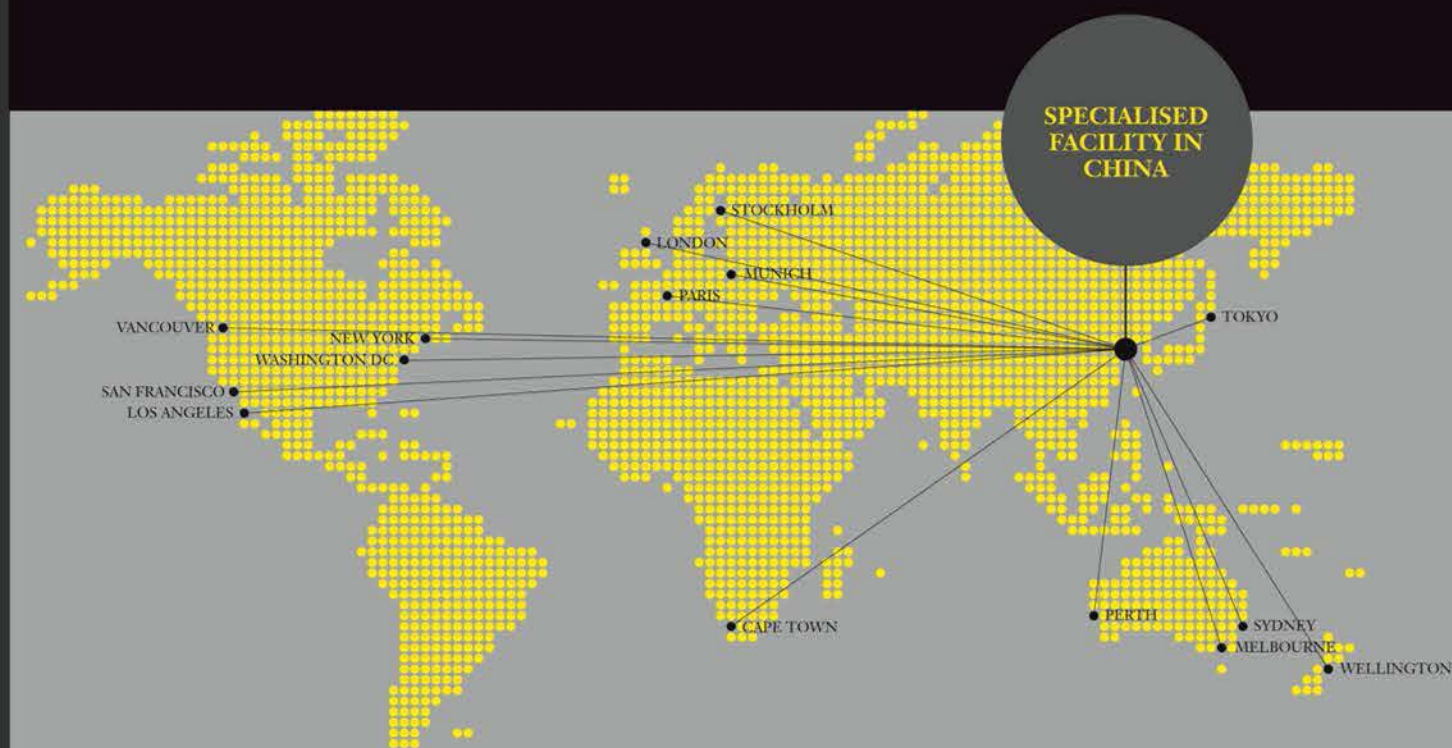 SPECIALISED
FACILITY IN
CHINA
STOCKHOLM
LONDON
MUNICH
PARIS
TOKYO
VANCOUVER
NEW YORK
WASHINGTON DC
SAN FRANCISCO
LOS ANGELES
PERTH
CAPE TOWN
SYDNEY
MELBOURNE
WELLINGTON